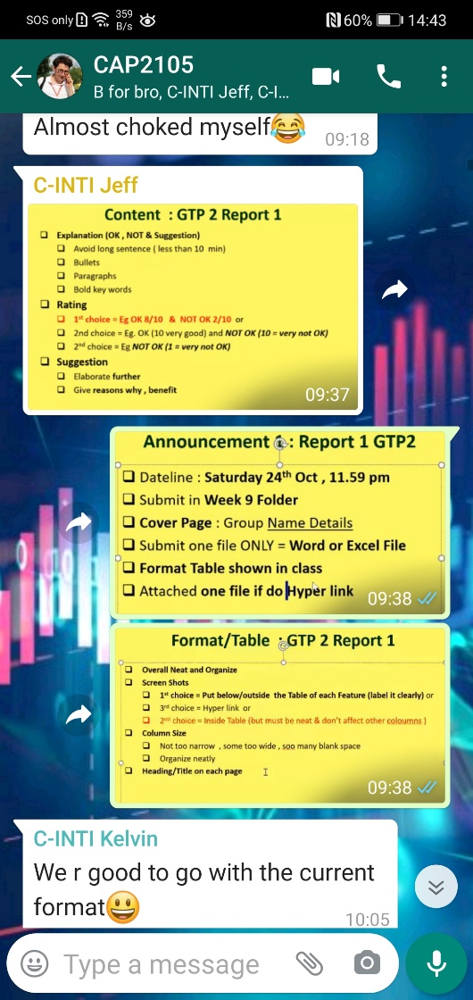 SOS only 359 B/s 60% 14:43
CAP2105
B for bro, C-INTI Jeff, C-I...
Almost choked myself😂 09:18
C-INTI Jeff
Content : GTP 2 Report 1
Explanation (OK , NOT & Suggestion)
Avoid long sentence ( less than 10 min)
Bullets
Paragraphs
Bold key words
Rating
1st choice = Eg OK 8/10 & NOT OK 2/10 or
2nd choice = Eg. OK (10 very good) and NOT OK (10 = very not OK)
2nd choice = Eg NOT OK (1 = very not OK)
Suggestion
Elaborate further
Give reasons why , benefit
09:37
Announcement : Report 1 GTP2
Dateline : Saturday 24th Oct , 11.59 pm
Submit in Week 9 Folder
Cover Page : Group Name Details
Submit one file ONLY = Word or Excel File
Format Table shown in class
Attached one file if do Hyper link
09:38
Format/Table : GTP 2 Report 1
Overall Neat and Organize
Screen Shots
1st choice = Put below/outside the Table of each Feature (label it clearly) or
3rd choice = Hyper link or
2nd choice = Inside Table (but must be neat & don't affect other coloumns )
Column Size
Not too narrow , some too wide , soo many blank space
Organize neatly
Heading/Title on each page
09:38
C-INTI Kelvin
We r good to go with the current
format😃 10:05
Type a message